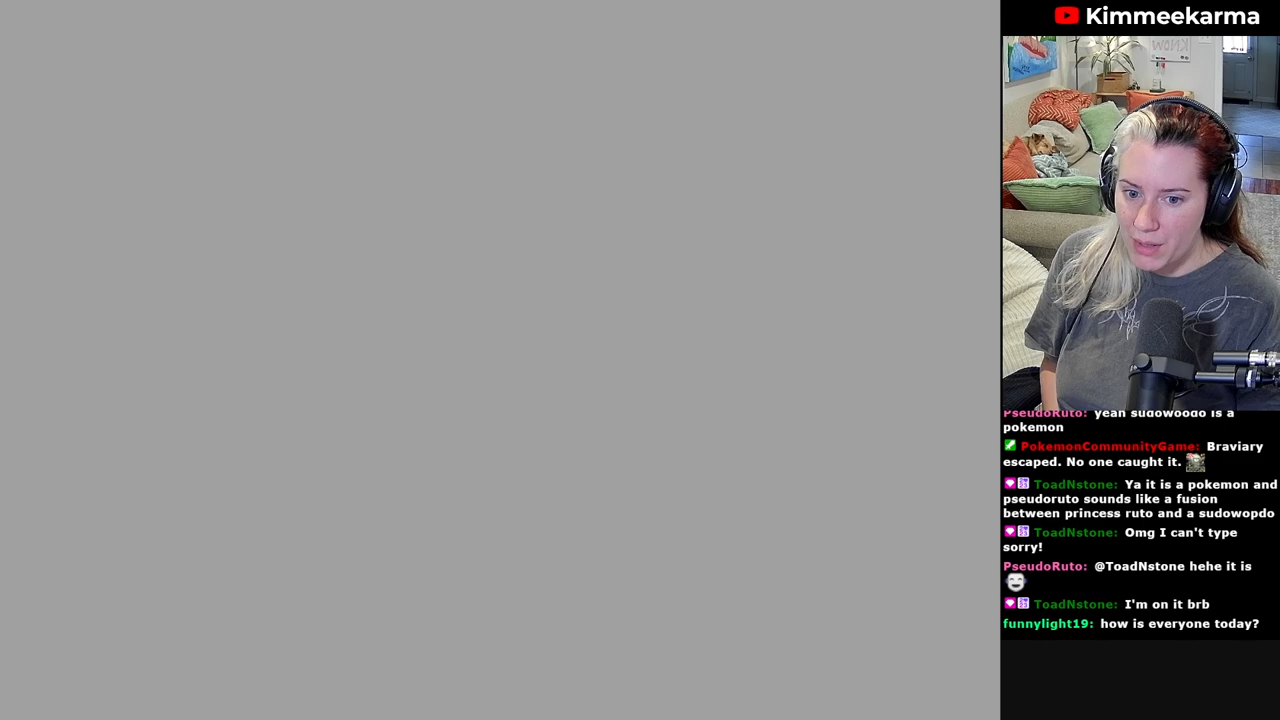 Kimmeekarma
KNOW
PseudoRuto: yeah sudowoodo is a
pokemon
PokemonCommunityGame: Braviary
escaped. No one caught it.
ToadNstone: Ya it is a pokemon and
pseudoruto sounds like a fusion
between princess ruto and a sudowopdo
ToadNstone: Omg I can't type
sorry!
PseudoRuto: @ToadNstone hehe it is
ToadNstone: I'm on it brb
funnylight19: how is everyone today?